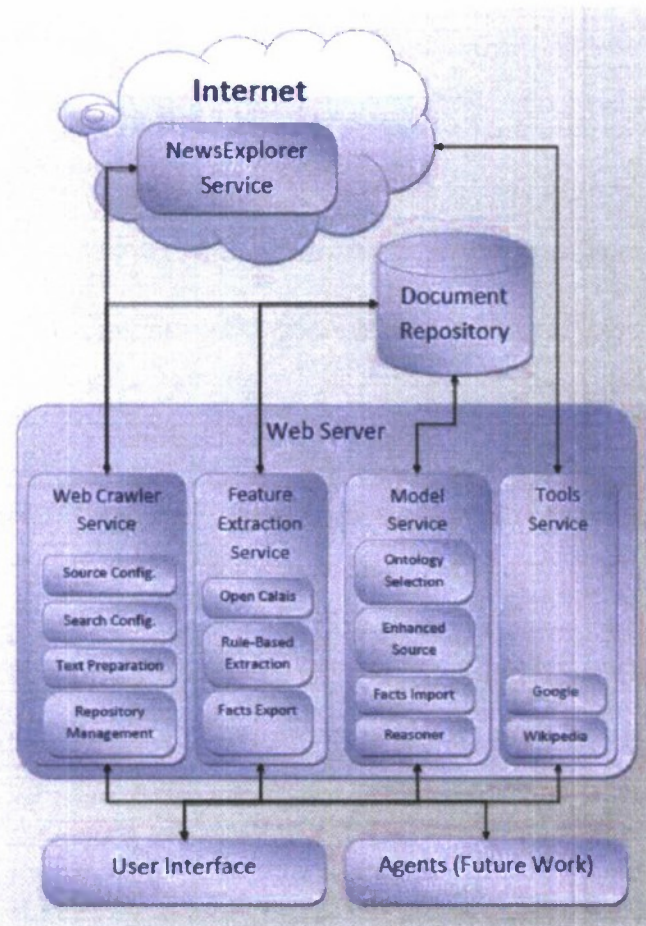 Internet
NewsExplorer
Service
Document
Repository
Web Server
Web Crawler
Service
Source Config.
Search Config.
Text Preparation
Repository
Management
Feature
Extraction
Service
Open Calais
Rule-Based
Extraction
Facts Export
Model
Service
Ontology
Selection
Enhanced
Source
Facts Import
Reasoner
Tools
Service
Google
Wikipedia
User Interface
Agents (Future Work)